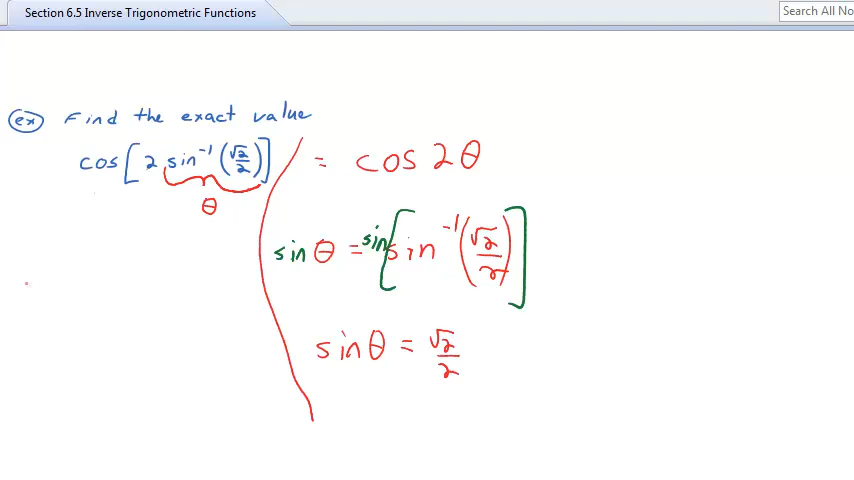 Section 6.5 Inverse Trigonometric Functions
Search All No
ex Find the exact value
cos[2 sin⁻¹(√2/2)] = cos 2θ
θ
sin θ = sin[sin⁻¹(√2/2)]
sin θ = √2/2